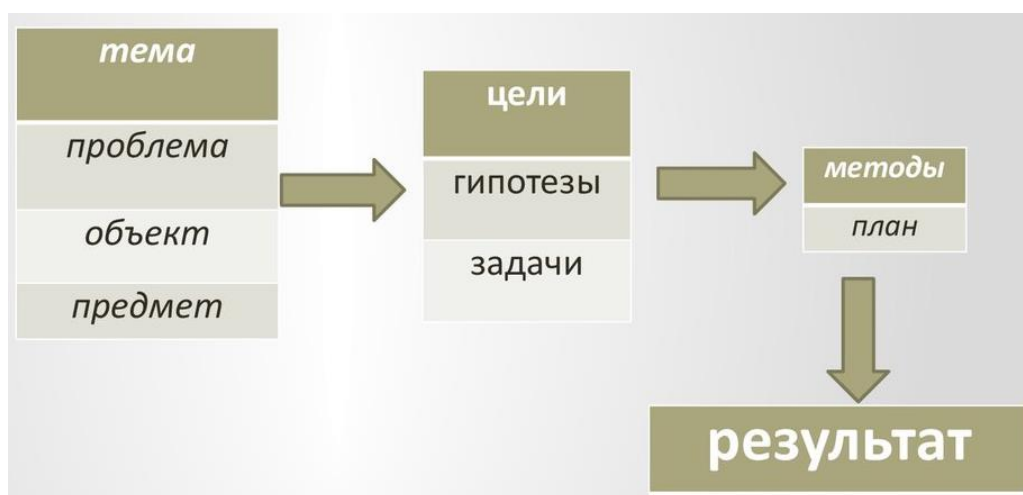 тема
проблема
объект
предмет
цели
гипотезы
задачи
методы
план
результат